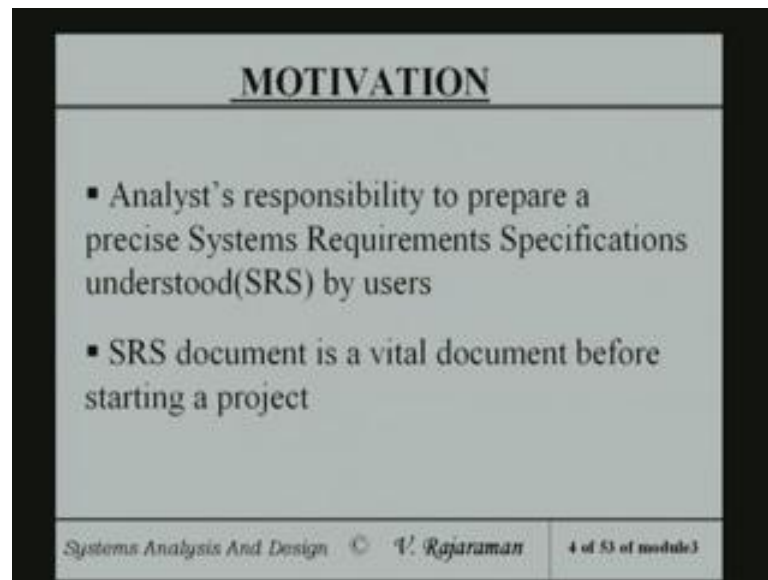 MOTIVATION
▪ Analyst's responsibility to prepare a
precise Systems Requirements Specifications
understood(SRS) by users
▪ SRS document is a vital document before
starting a project
Systems Analysis And Design © V. Rajaraman 4 of 53 of module3